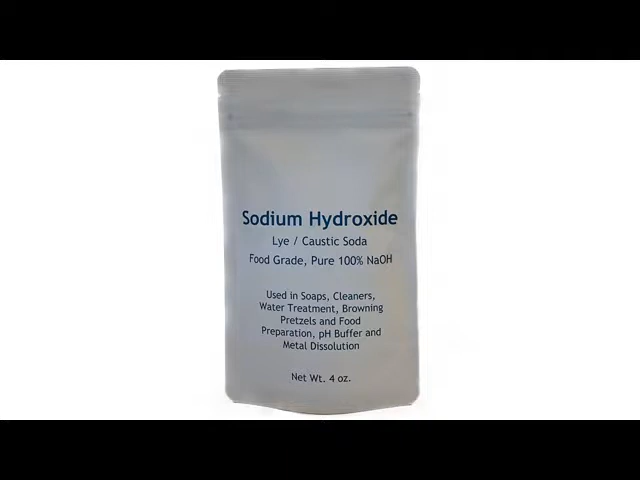 Sodium Hydroxide
Lye / Caustic Soda
Food Grade, Pure 100% NaOH
Used in Soaps, Cleaners,
Water Treatment, Browning
Pretzels and Food
Preparation, pH Buffer and
Metal Dissolution
Net Wt. 4 oz.